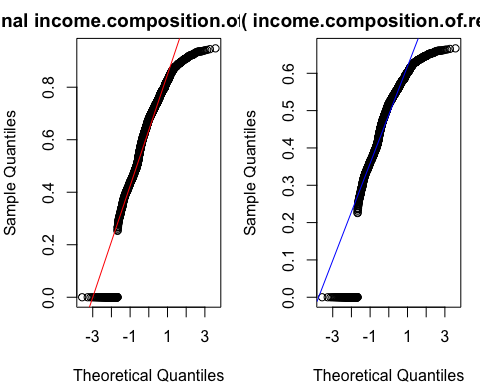 nal income.composition.of
( income.composition.of.re
Sample Quantiles
0.0 0.2 0.4 0.6 0.8
-3 -1 1 3
Theoretical Quantiles
Sample Quantiles
0.0 0.1 0.2 0.3 0.4 0.5 0.6
-3 -1 1 3
Theoretical Quantiles